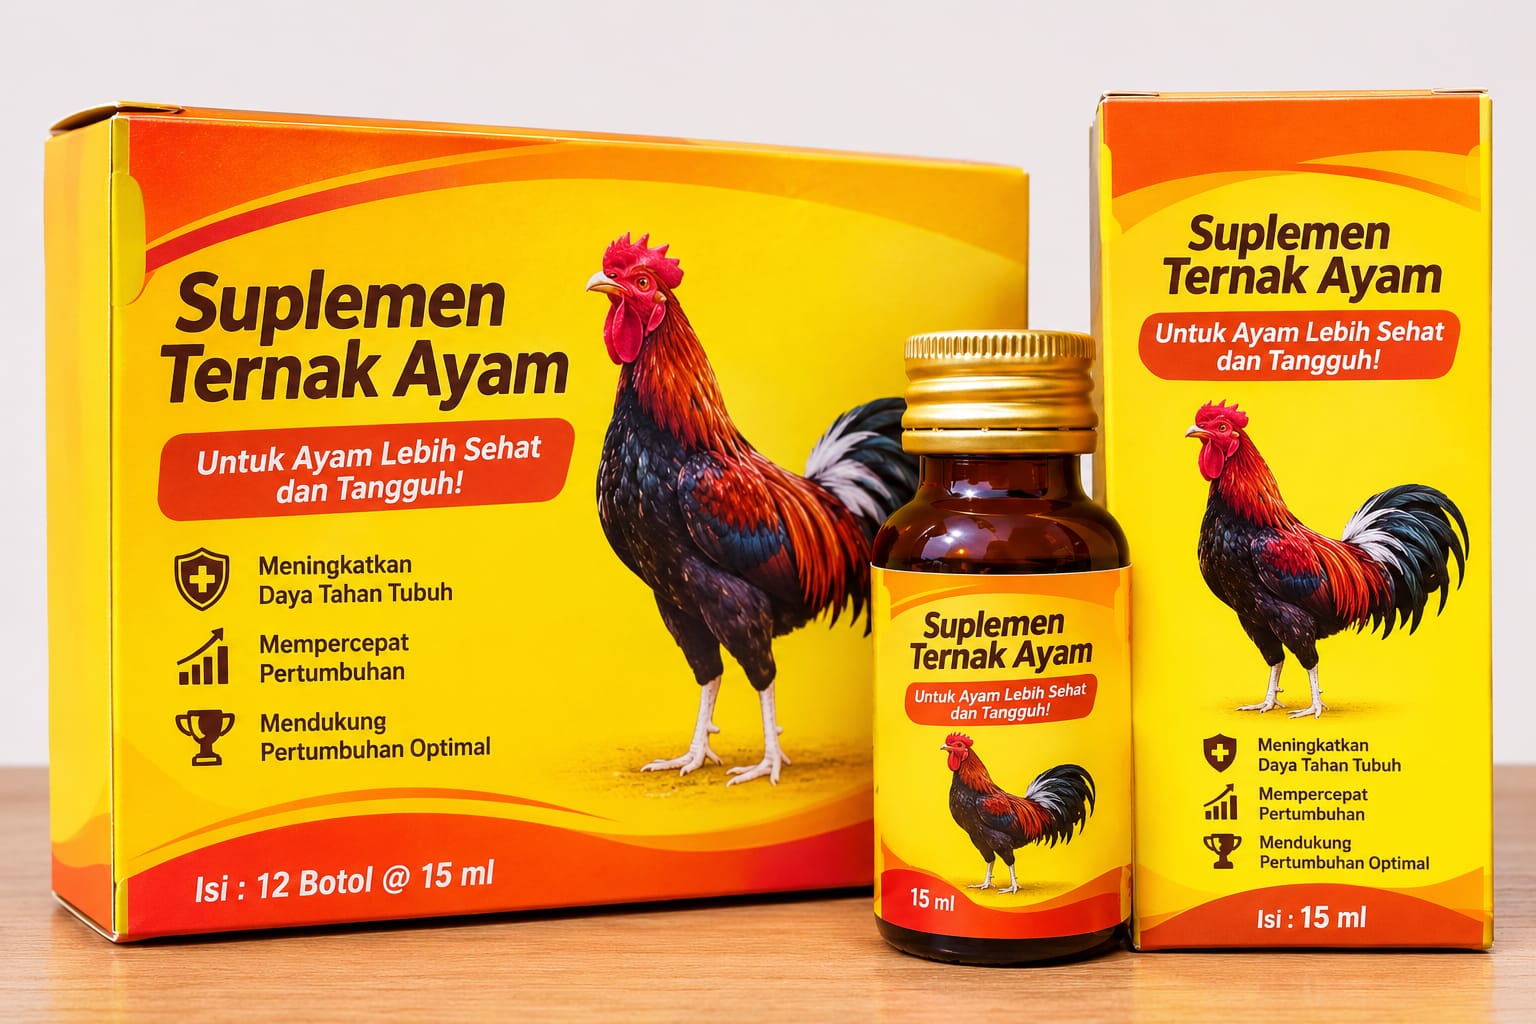 Suplemen
Ternak Ayam
Untuk Ayam Lebih Sehat
dan Tangguh!
Meningkatkan
Daya Tahan Tubuh
Mempercepat
Pertumbuhan
Mendukung
Pertumbuhan Optimal
Isi : 12 Botol @ 15 ml
Suplemen
Ternak Ayam
Untuk Ayam Lebih Sehat
dan Tangguh!
15 ml
Suplemen
Ternak Ayam
Untuk Ayam Lebih Sehat
dan Tangguh!
Meningkatkan
Daya Tahan Tubuh
Mempercepat
Pertumbuhan
Mendukung
Pertumbuhan Optimal
Isi : 15 ml